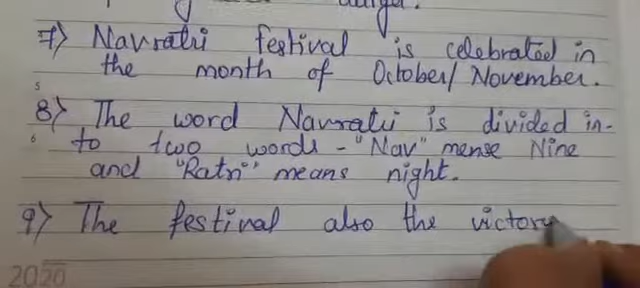 7) Navratri festival is celebrated in
the month of October/November.
8) The word Navratri is divided in-
to two words - "Nav" mense Nine
and "Ratri" means night.
9) The festival also the victory
2020